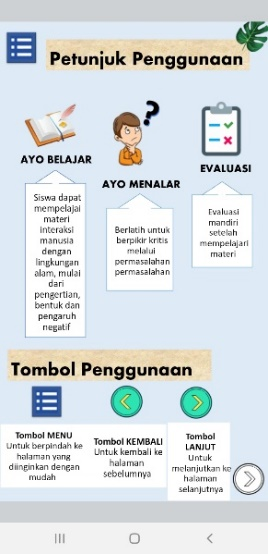 Petunjuk Penggunaan
AYO BELAJAR
Siswa dapat
mempelajai
materi
Interaksi
manusia
dengan
lingkungan
alam, mulai
dari
pengertian,
bentuk dan
pengaruh
negatif
AYO MENALAR
Berlatih untuk
berpikir kritis
melalui
permasalahan
permasalahan
EVALUASI
Evaluasi
mandiri
setelah
mempelajari
materi
Tombol Penggunaan
Tombol MENU
Untuk berpindah ke
halaman yang
diinginkan dengan
mudah
Tombol KEMBALI
Untuk kembali ke
halaman
sebelumnya
Tombol
LANJUT
Untuk
melanjutkan ke
halaman
selanjutnya